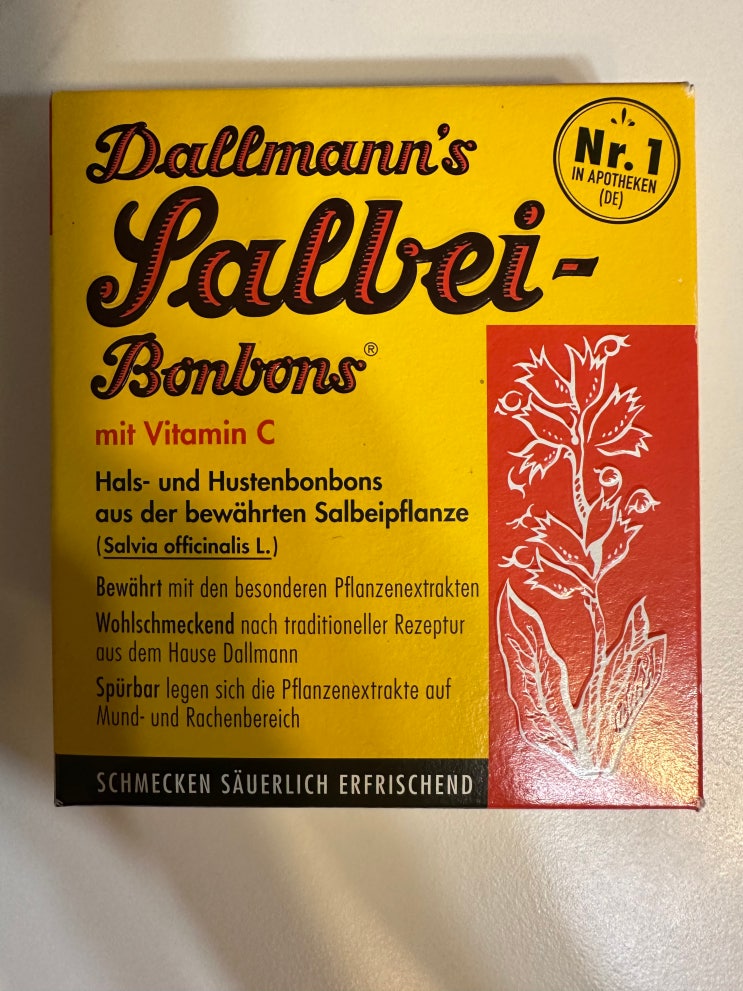 Dallmann's
Salbei-
Bonbons®
Nr. 1
IN APOTHEKEN
(DE)
mit Vitamin C
Hals- und Hustenbonbons
aus der bewährten Salbeipflanze
(Salvia officinalis L.)
Bewährt mit den besonderen Pflanzenextrakten
Wohlschmeckend nach traditioneller Rezeptur
aus dem Hause Dallmann
Spürbar legen sich die Pflanzenextrakte auf
Mund- und Rachenbereich
SCHMECKEN SÄUERLICH ERFRISCHEND